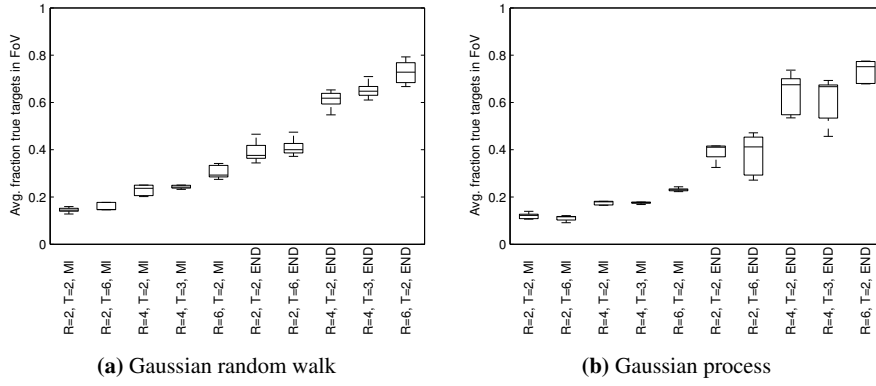 Avg. fraction true targets in FoV
1
0.8
0.6
0.4
0.2
0
R=2, T=2, MI
R=2, T=6, MI
R=4, T=2, MI
R=4, T=3, MI
R=6, T=2, MI
R=2, T=2, END
R=2, T=6, END
R=4, T=2, END
R=4, T=3, END
R=6, T=2, END
(a) Gaussian random walk
Avg. fraction true targets in FoV
1
0.8
0.6
0.4
0.2
0
R=2, T=2, MI
R=2, T=6, MI
R=4, T=2, MI
R=4, T=3, MI
R=6, T=2, MI
R=2, T=2, END
R=2, T=6, END
R=4, T=2, END
R=4, T=3, END
R=6, T=2, END
(b) Gaussian process